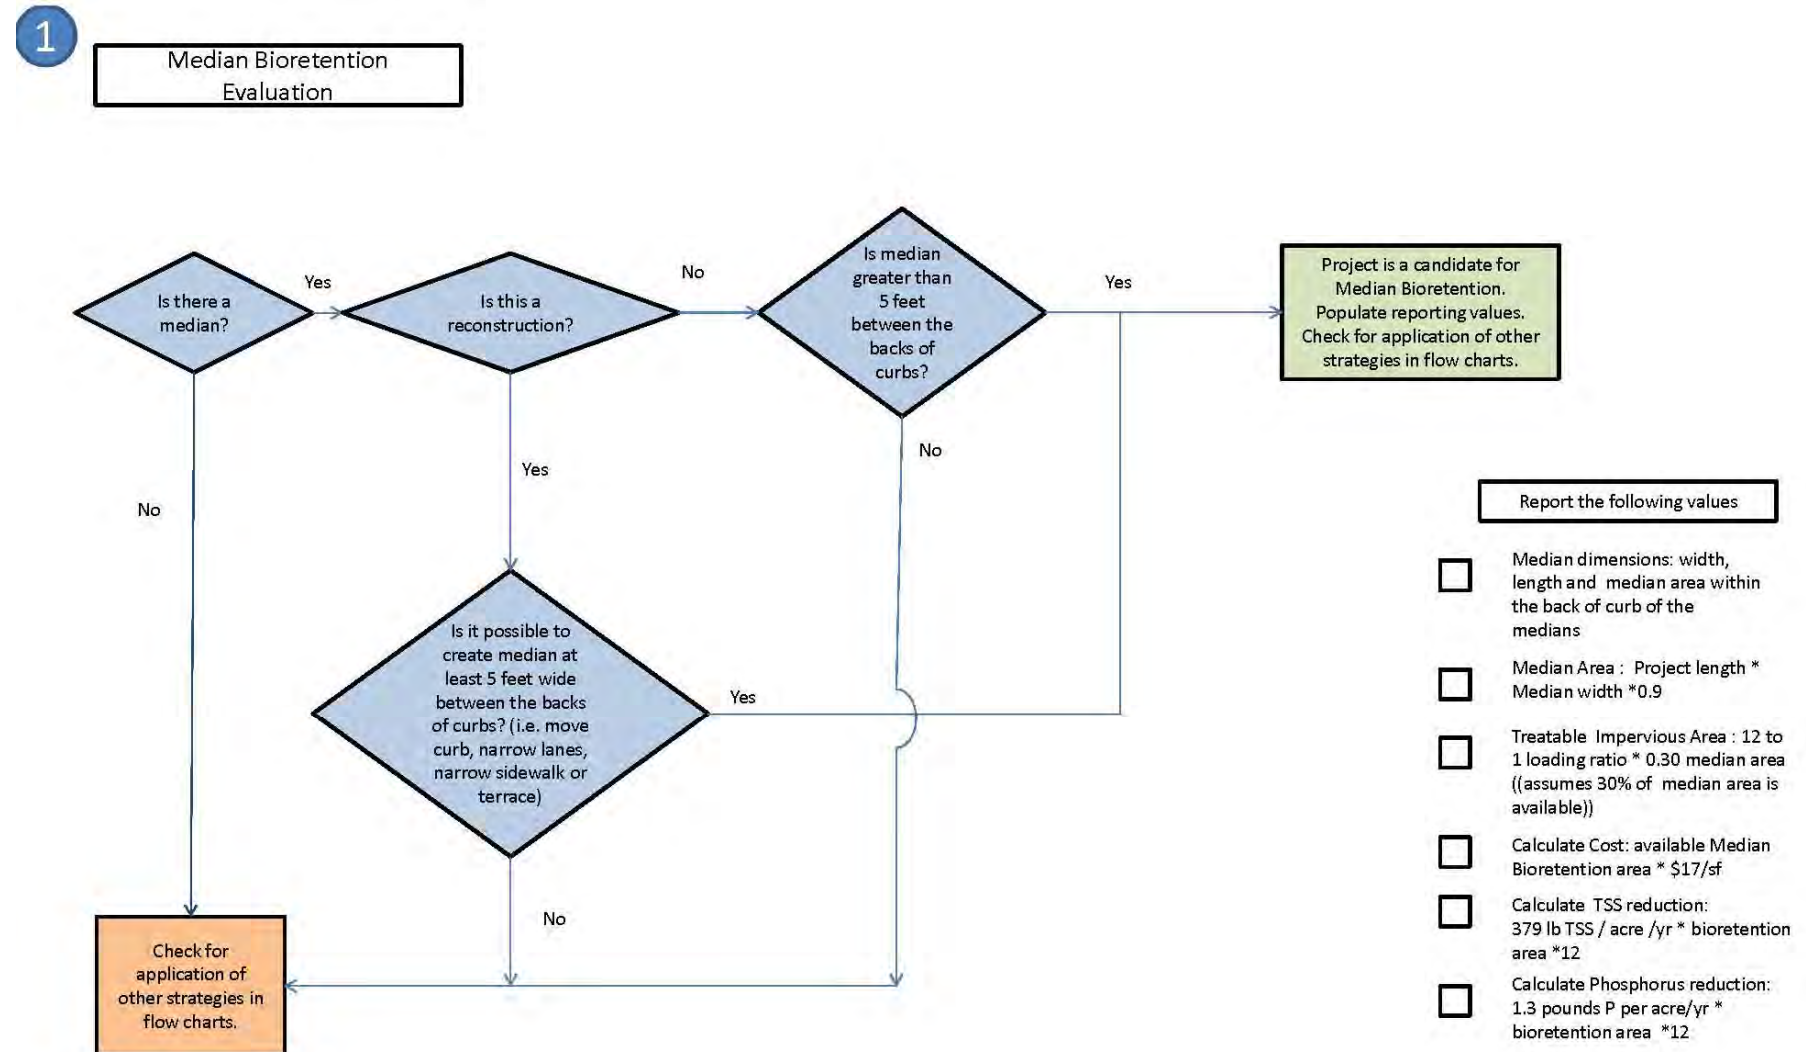 1
Median Bioretention
Evaluation
Is there a
median?
Yes
Is this a
reconstruction?
No
Is median
greater than
5 feet
between the
backs of
curbs?
Yes
Project is a candidate for
Median Bioretention.
Populate reporting values.
Check for application of other
strategies in flow charts.
No
Yes
No
Is it possible to
create median at
least 5 feet wide
between the backs
of curbs? (i.e. move
curb, narrow lanes,
narrow sidewalk or
terrace)
Yes
No
Check for
application of
other strategies in
flow charts.
Report the following values
Median dimensions: width,
length and median area within
the back of curb of the
medians
Median Area : Project length *
Median width *0.9
Treatable Impervious Area : 12 to
1 loading ratio * 0.30 median area
((assumes 30% of median area is
available))
Calculate Cost: available Median
Bioretention area * $17/sf
Calculate TSS reduction:
379 lb TSS / acre /yr * bioretention
area *12
Calculate Phosphorus reduction:
1.3 pounds P per acre/yr *
bioretention area *12